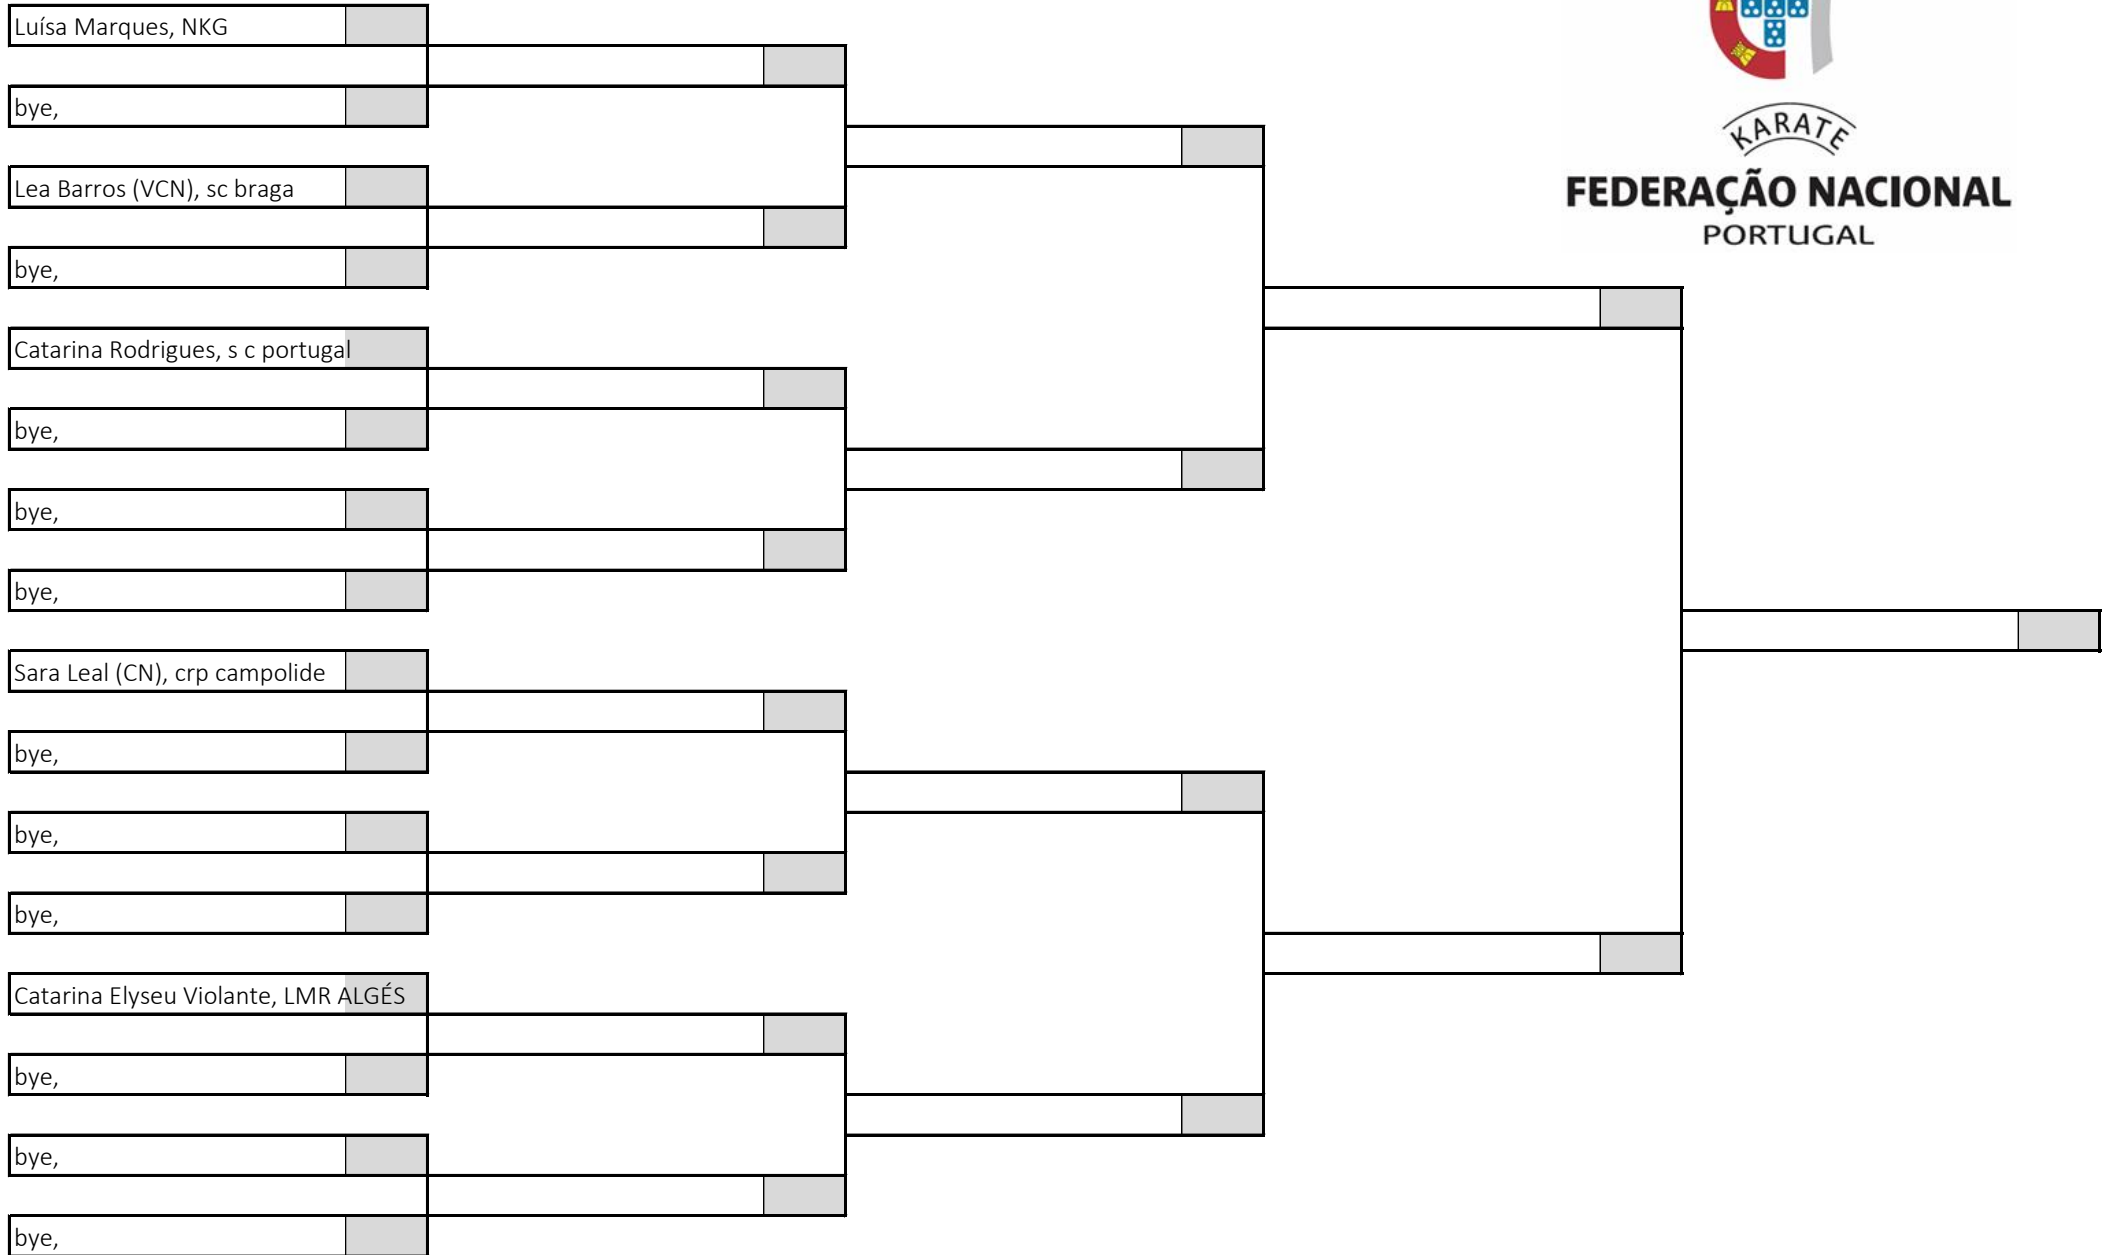 Luísa Marques, NKG
bye,
Lea Barros (VCN), sc braga
bye,
Catarina Rodrigues, s c portugal
bye,
bye,
bye,
Sara Leal (CN), crp campolide
bye,
bye,
bye,
Catarina Elyseu Violante, LMR ALGÉS
bye,
bye,
bye,
KARATE
FEDERAÇÃO NACIONAL
PORTUGAL